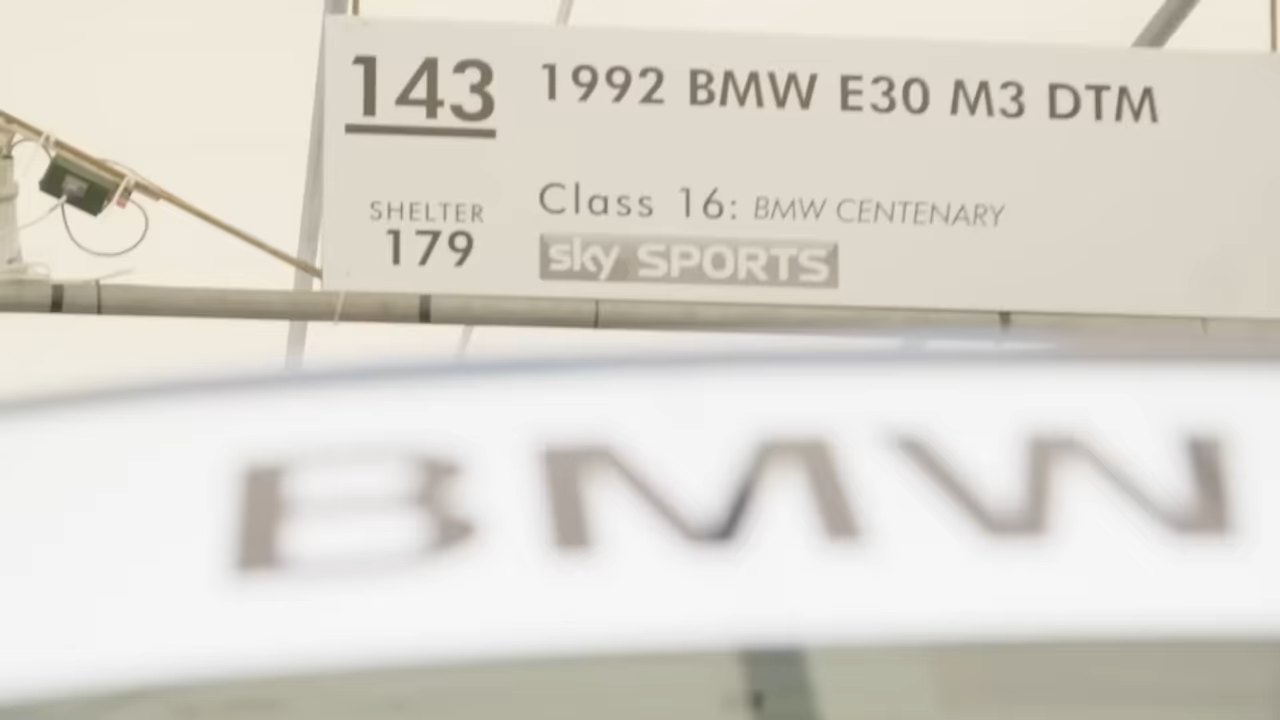 143
1992 BMW E30 M3 DTM
Class 16: BMW CENTENARY
SHELTER
179
sky SPORTS
BMW